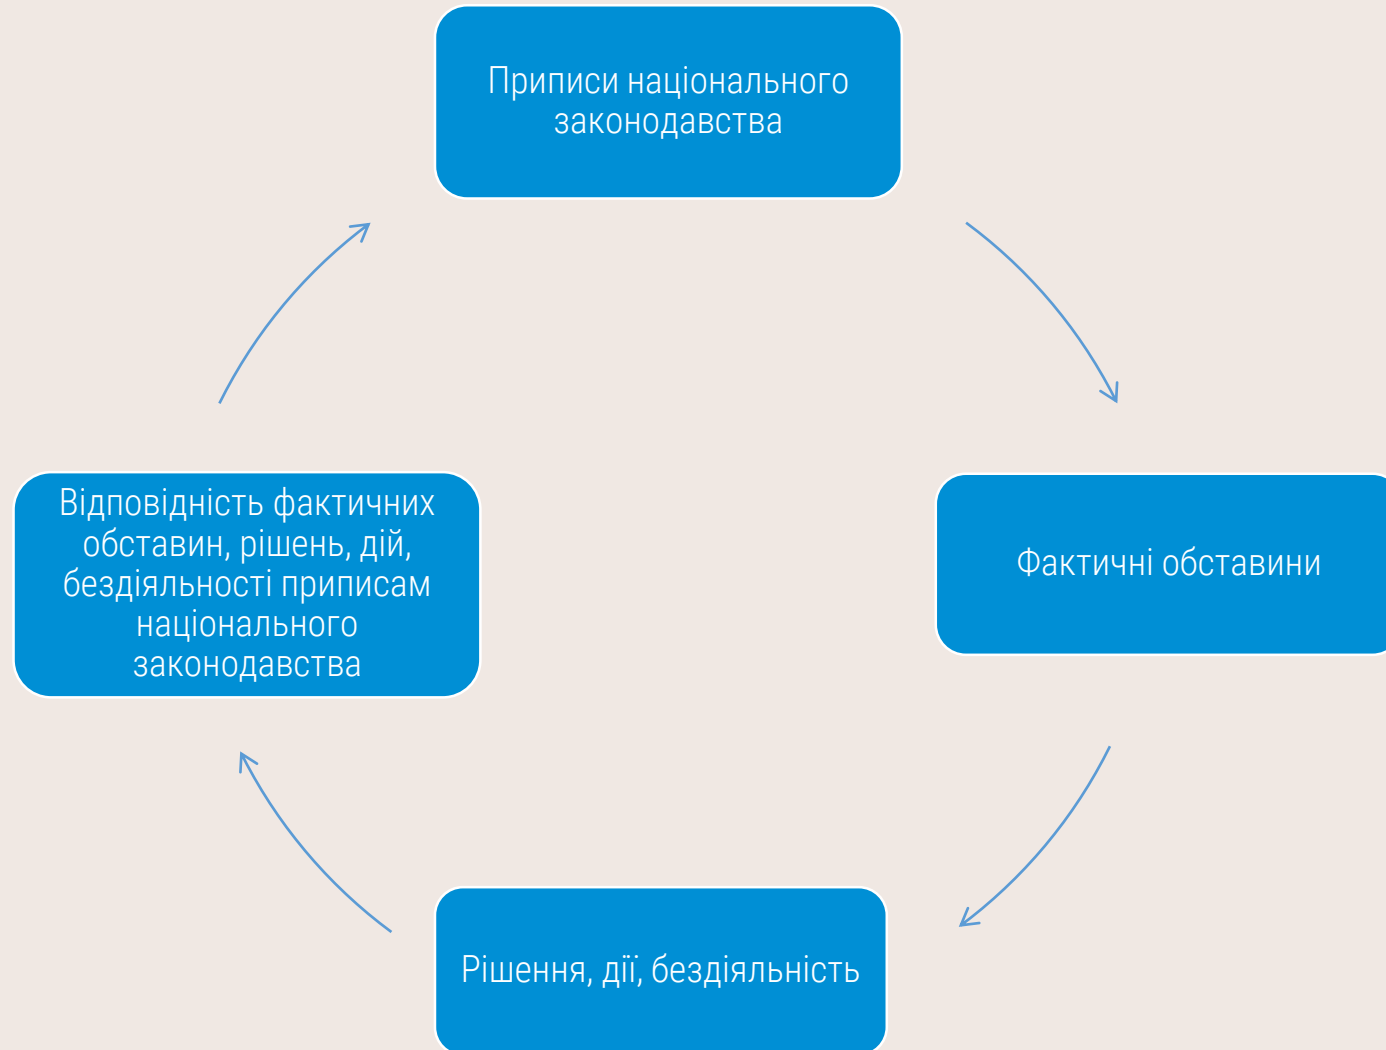 Приписи національного
законодавства
Відповідність фактичних
обставин, рішень, дій,
бездіяльності приписам
національного
законодавства
Фактичні обставини
Рішення, дії, бездіяльність